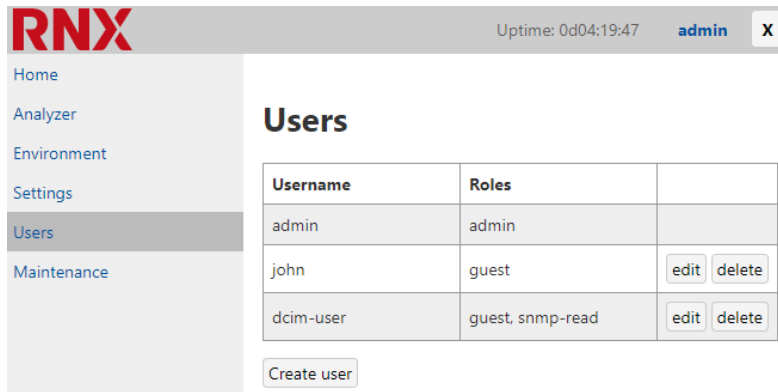 RNX Uptime: 0d04:19:47 admin X
Home
Analyzer
Environment
Settings
Users
Maintenance
Users
Username Roles
admin admin
john guest edit delete
dcim-user guest, snmp-read edit delete
Create user